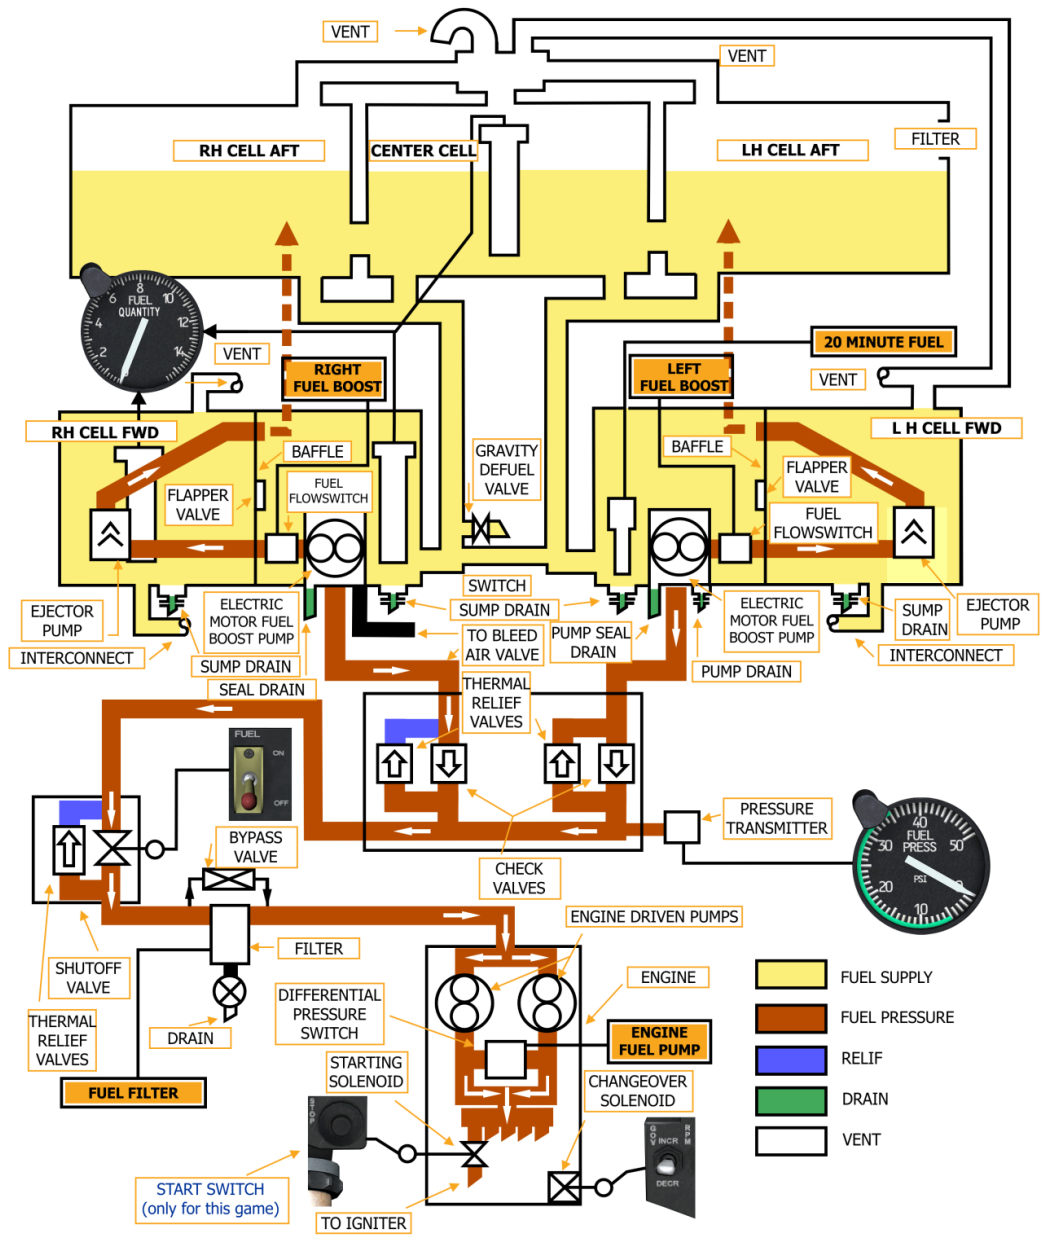 VENT
VENT
FILTER
RH CELL AFT
CENTER CELL
LH CELL AFT
FUEL
QUANTITY
2
4
6
8
10
12
14
VENT
RIGHT
FUEL BOOST
LEFT
FUEL BOOST
20 MINUTE FUEL
VENT
RH CELL FWD
L H CELL FWD
BAFFLE
GRAVITY
DEFUEL
VALVE
BAFFLE
FLAPPER
VALVE
FUEL
FLOWSWITCH
FLAPPER
VALVE
FUEL
FLOWSWITCH
EJECTOR
PUMP
ELECTRIC
MOTOR FUEL
BOOST PUMP
SWITCH
SUMP DRAIN
ELECTRIC
MOTOR FUEL
BOOST PUMP
SUMP
DRAIN
EJECTOR
PUMP
TO BLEED
AIR VALVE
PUMP SEAL
DRAIN
INTERCONNECT
SUMP DRAIN
SEAL DRAIN
PUMP DRAIN
INTERCONNECT
THERMAL
RELIEF
VALVES
FUEL
ON
OFF
BYPASS
VALVE
PRESSURE
TRANSMITTER
FUEL
PRESS
PSI
0
10
20
30
40
50
CHECK
VALVES
ENGINE DRIVEN PUMPS
FILTER
SHUTOFF
VALVE
THERMAL
RELIEF
VALVES
DRAIN
FUEL FILTER
DIFFERENTIAL
PRESSURE
SWITCH
ENGINE
ENGINE
FUEL PUMP
STARTING
SOLENOID
CHANGEOVER
SOLENOID
FUEL SUPPLY
FUEL PRESSURE
RELIF
DRAIN
VENT
GOV
RPM
INCR
DECR
START SWITCH
(only for this game)
TO IGNITER